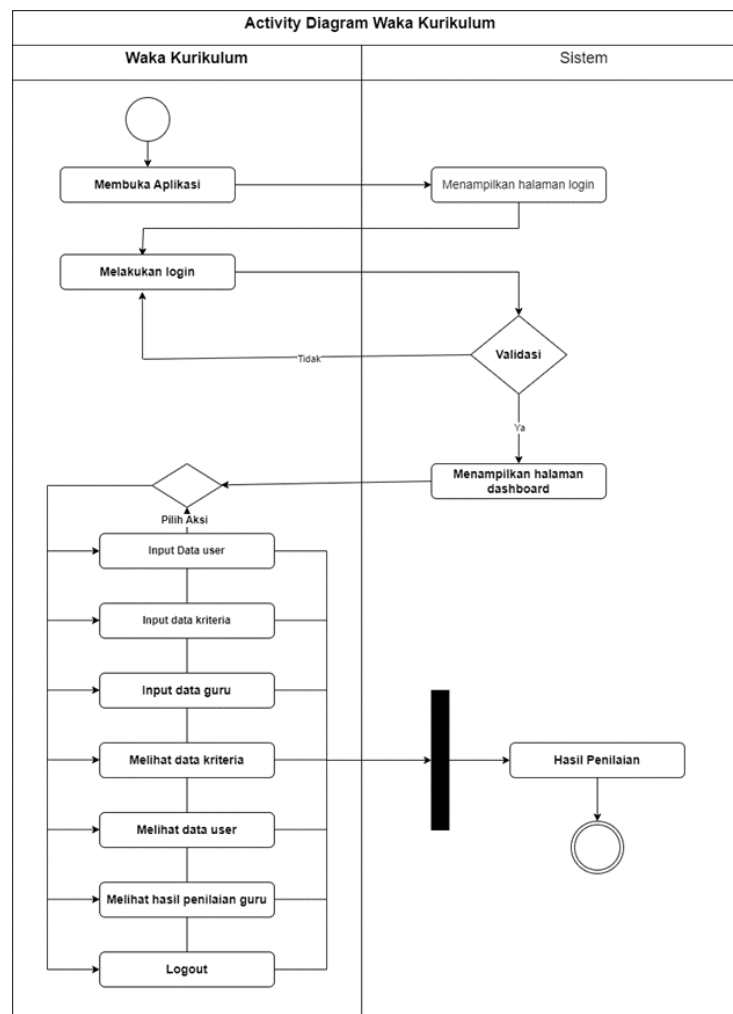 Activity Diagram Waka Kurikulum
Waka Kurikulum
Sistem
Membuka Aplikasi
Menampilkan halaman login
Melakukan login
Validasi
Tidak
Ya
Menampilkan halaman
dashboard
Pilih Aksi
Input Data user
Input data kriteria
Input data guru
Melihat data kriteria
Hasil Penilaian
Melihat data user
Melihat hasil penilaian guru
Logout